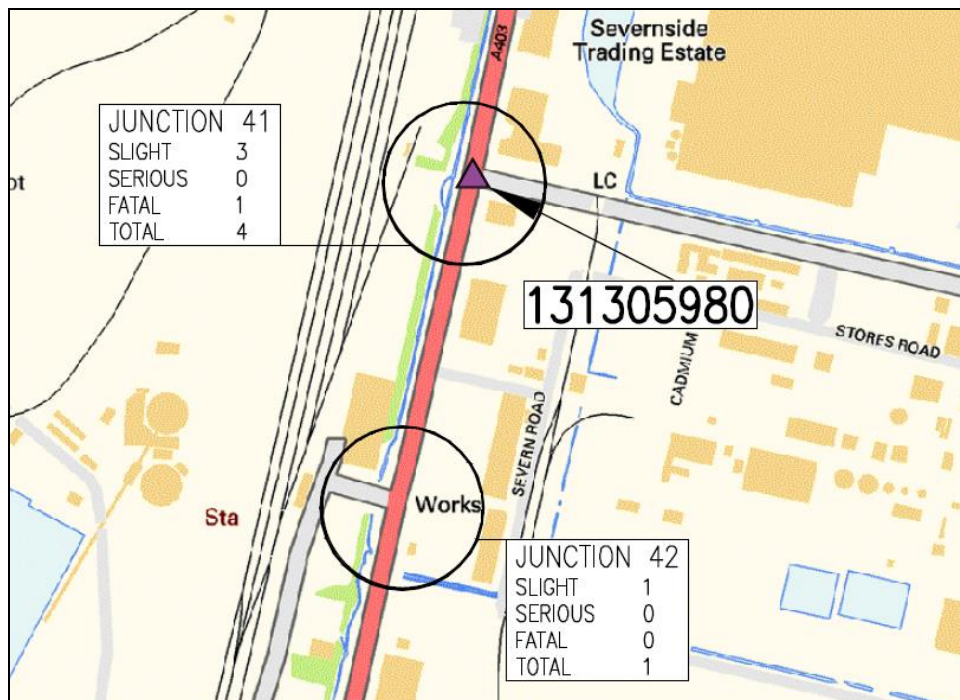 A403
Severnside
Trading Estate
JUNCTION 41
SLIGHT 3
SERIOUS 0
FATAL 1
TOTAL 4
ot
LC
131305980
STORES ROAD
CADMIUM
SEVERN ROAD
Works
Sta
JUNCTION 42
SLIGHT 1
SERIOUS 0
FATAL 0
TOTAL 1